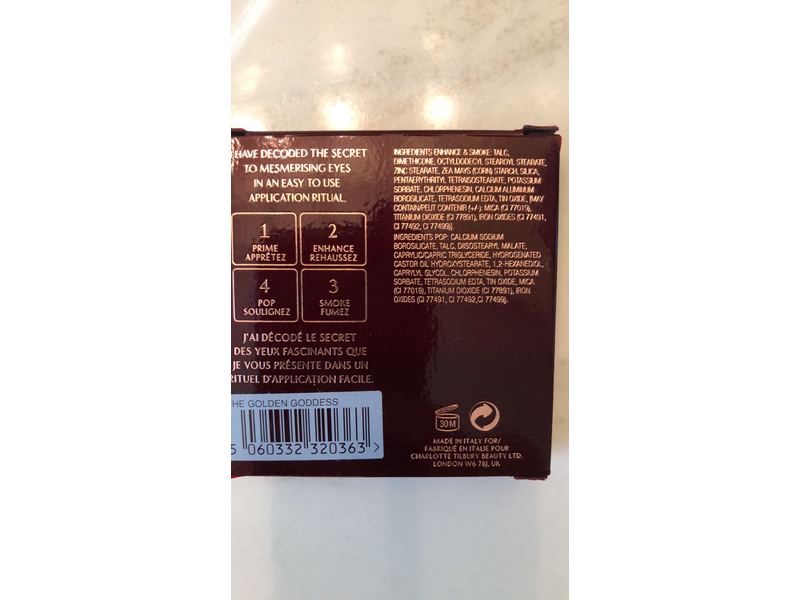 HAVE DECODED THE SECRET
TO MESMERISING EYES
IN AN EASY TO USE
APPLICATION RITUAL.
1
PRIME
APPRÊTEZ
2
ENHANCE
REHAUSSEZ
4
POP
SOULIGNEZ
3
SMOKE
FUMEZ
J'AI DÉCODÉ LE SECRET
DES YEUX FASCINANTS QUE
JE VOUS PRÉSENTE DANS UN
RITUEL D'APPLICATION FACILE.
THE GOLDEN GODDESS
5 060332 320363 >
INGREDIENTS ENHANCE & SMOKE: TALC,
DIMETHICONE, OCTYLDODECYL STEAROYL STEARATE,
ZINC STEARATE, ZEA MAYS (CORN) STARCH, SILICA,
PENTAERYTHRITYL TETRAISOSTEARATE, POTASSIUM
SORBATE, CHLORPHENESIN, CALCIUM ALUMINUM
BOROSILICATE, TETRASODIUM EDTA, TIN OXIDE, [MAY
CONTAIN/PEUT CONTENIR (+/-): MICA (CI 77019),
TITANIUM DIOXIDE (CI 77891), IRON OXIDES (CI 77491,
CI 77492, CI 77499)].
INGREDIENTS POP: CALCIUM SODIUM
BOROSILICATE, TALC, DIISOSTEARYL MALATE,
CAPRYLIC/CAPRIC TRIGLYCERIDE, HYDROGENATED
CASTOR OIL HYDROXYSTEARATE, 1,2-HEXANEDIOL,
CAPRYLYL GLYCOL, CHLORPHENESIN, POTASSIUM
SORBATE, TETRASODIUM EDTA, TIN OXIDE, MICA
(CI 77019), TITANIUM DIOXIDE (CI 77891), IRON
OXIDES (CI 77491, CI 77492, CI 77499).
30M
MADE IN ITALY FOR/
FABRIQUÉ EN ITALIE POUR
CHARLOTTE TILBURY BEAUTY LTD.
LONDON W6 7BJ, UK